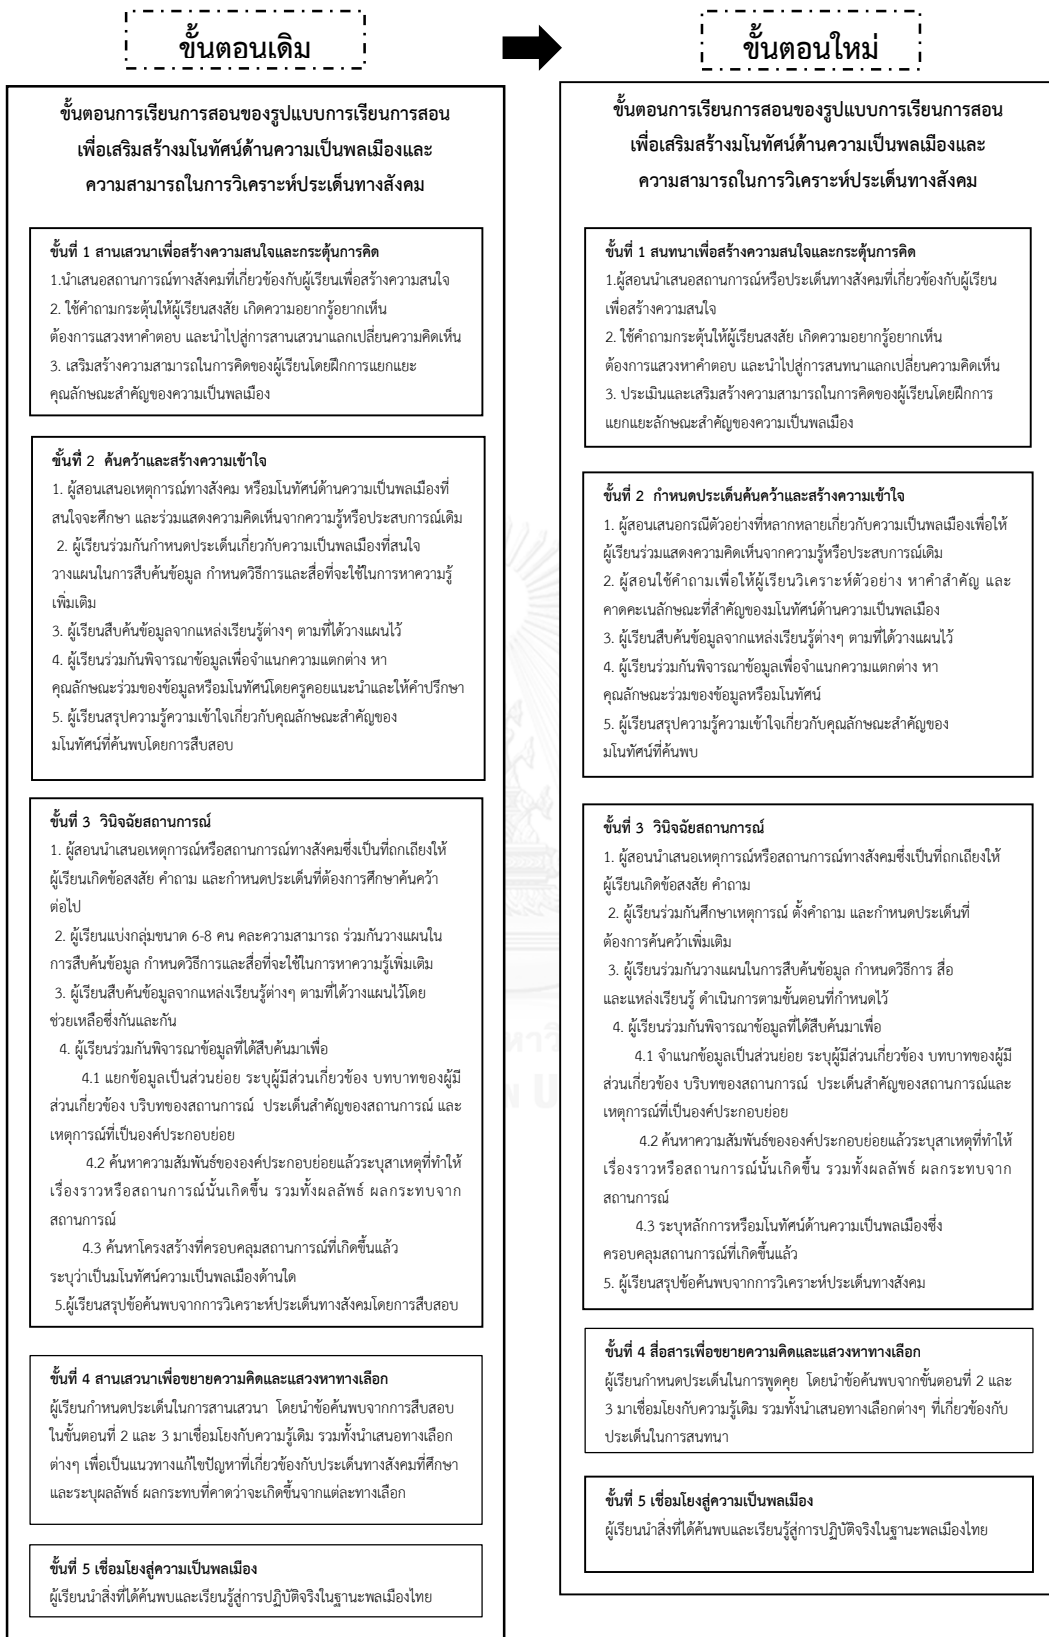 ขั้นตอนเดิม
ขั้นตอนการเรียนการสอนของรูปแบบการเรียนการสอน
เพื่อเสริมสร้างมโนทัศน์ด้านความเป็นพลเมืองและ
ความสามารถในการวิเคราะห์ประเด็นทางสังคม
ขั้นที่ 1 สานเสวนาเพื่อสร้างความสนใจและกระตุ้นการคิด
1.นำเสนอสถานการณ์ทางสังคมที่เกี่ยวข้องกับผู้เรียนเพื่อสร้างความสนใจ
2. ใช้คำถามกระตุ้นให้ผู้เรียนสงสัย เกิดความอยากรู้อยากเห็น
ต้องการแสวงหาคำตอบ และนำไปสู่การสานเสวนาแลกเปลี่ยนความคิดเห็น
3. เสริมสร้างความสามารถในการคิดของผู้เรียนโดยฝึกการแยกแยะ
คุณลักษณะสำคัญของความเป็นพลเมือง
ขั้นที่ 2 ค้นคว้าและสร้างความเข้าใจ
1. ผู้สอนเสนอเหตุการณ์ทางสังคม หรือมโนทัศน์ด้านความเป็นพลเมืองที่
สนใจจะศึกษา และร่วมแสดงความคิดเห็นจากความรู้หรือประสบการณ์เดิม
2. ผู้เรียนร่วมกันกำหนดประเด็นเกี่ยวกับความเป็นพลเมืองที่สนใจ
วางแผนในการสืบค้นข้อมูล กำหนดวิธีการและสื่อที่จะใช้ในการหาความรู้
เพิ่มเติม
3. ผู้เรียนสืบค้นข้อมูลจากแหล่งเรียนรู้ต่างๆ ตามที่ได้วางแผนไว้
4. ผู้เรียนร่วมกันพิจารณาข้อมูลเพื่อจำแนกความแตกต่าง หา
คุณลักษณะร่วมของข้อมูลหรือมโนทัศน์โดยครูคอยแนะนำและให้คำปรึกษา
5. ผู้เรียนสรุปความรู้ความเข้าใจเกี่ยวกับคุณลักษณะสำคัญของ
มโนทัศน์ที่ค้นพบโดยการสืบสอบ
ขั้นที่ 3 วินิจฉัยสถานการณ์
1. ผู้สอนนำเสนอเหตุการณ์หรือสถานการณ์ทางสังคมซึ่งเป็นที่ถกเถียงให้
ผู้เรียนเกิดข้อสงสัย คำถาม และกำหนดประเด็นที่ต้องการศึกษาค้นคว้า
ต่อไป
2. ผู้เรียนแบ่งกลุ่มขนาด 6-8 คน คละความสามารถ ร่วมกันวางแผนใน
การสืบค้นข้อมูล กำหนดวิธีการและสื่อที่จะใช้ในการหาความรู้เพิ่มเติม
3. ผู้เรียนสืบค้นข้อมูลจากแหล่งเรียนรู้ต่างๆ ตามที่ได้วางแผนไว้โดย
ช่วยเหลือซึ่งกันและกัน
4. ผู้เรียนร่วมกันพิจารณาข้อมูลที่ได้สืบค้นมาเพื่อ
4.1 แยกข้อมูลเป็นส่วนย่อย ระบุผู้มีส่วนเกี่ยวข้อง บทบาทของผู้มี
ส่วนเกี่ยวข้อง บริบทของสถานการณ์ ประเด็นสำคัญของสถานการณ์ และ
เหตุการณ์ที่เป็นองค์ประกอบย่อย
4.2 ค้นหาความสัมพันธ์ขององค์ประกอบย่อยแล้วระบุสาเหตุที่ทำให้
เรื่องราวหรือสถานการณ์นั้นเกิดขึ้น รวมทั้งผลลัพธ์ ผลกระทบจาก
สถานการณ์
4.3 ค้นหาโครงสร้างที่ครอบคลุมสถานการณ์ที่เกิดขึ้นแล้ว
ระบุว่าเป็นมโนทัศน์ความเป็นพลเมืองด้านใด
5.ผู้เรียนสรุปข้อค้นพบจากการวิเคราะห์ประเด็นทางสังคมโดยการสืบสอบ
ขั้นที่ 4 สานเสวนาเพื่อขยายความคิดและแสวงหาทางเลือก
ผู้เรียนกำหนดประเด็นในการสานเสวนา โดยนำข้อค้นพบจากการสืบสอบ
ในขั้นตอนที่ 2 และ 3 มาเชื่อมโยงกับความรู้เดิม รวมทั้งนำเสนอทางเลือก
ต่างๆ เพื่อเป็นแนวทางแก้ไขปัญหาที่เกี่ยวข้องกับประเด็นทางสังคมที่ศึกษา
และระบุผลลัพธ์ ผลกระทบที่คาดว่าจะเกิดขึ้นจากแต่ละทางเลือก
ขั้นที่ 5 เชื่อมโยงสู่ความเป็นพลเมือง
ผู้เรียนนำสิ่งที่ได้ค้นพบและเรียนรู้สู่การปฏิบัติจริงในฐานะพลเมืองไทย
ขั้นตอนใหม่
ขั้นตอนการเรียนการสอนของรูปแบบการเรียนการสอน
เพื่อเสริมสร้างมโนทัศน์ด้านความเป็นพลเมืองและ
ความสามารถในการวิเคราะห์ประเด็นทางสังคม
ขั้นที่ 1 สนทนาเพื่อสร้างความสนใจและกระตุ้นการคิด
1.ผู้สอนนำเสนอสถานการณ์หรือประเด็นทางสังคมที่เกี่ยวข้องกับผู้เรียน
เพื่อสร้างความสนใจ
2. ใช้คำถามกระตุ้นให้ผู้เรียนสงสัย เกิดความอยากรู้อยากเห็น
ต้องการแสวงหาคำตอบ และนำไปสู่การสนทนาแลกเปลี่ยนความคิดเห็น
3. ประเมินและเสริมสร้างความสามารถในการคิดของผู้เรียนโดยฝึกการ
แยกแยะลักษณะสำคัญของความเป็นพลเมือง
ขั้นที่ 2 กำหนดประเด็นค้นคว้าและสร้างความเข้าใจ
1. ผู้สอนเสนอกรณีตัวอย่างที่หลากหลายเกี่ยวกับความเป็นพลเมืองเพื่อให้
ผู้เรียนร่วมแสดงความคิดเห็นจากความรู้หรือประสบการณ์เดิม
2. ผู้สอนใช้คำถามเพื่อให้ผู้เรียนวิเคราะห์ตัวอย่าง หาคำสำคัญ และ
คาดคะเนลักษณะที่สำคัญของมโนทัศน์ด้านความเป็นพลเมือง
3. ผู้เรียนสืบค้นข้อมูลจากแหล่งเรียนรู้ต่างๆ ตามที่ได้วางแผนไว้
4. ผู้เรียนร่วมกันพิจารณาข้อมูลเพื่อจำแนกความแตกต่าง หา
คุณลักษณะร่วมของข้อมูลหรือมโนทัศน์
5. ผู้เรียนสรุปความรู้ความเข้าใจเกี่ยวกับคุณลักษณะสำคัญของ
มโนทัศน์ที่ค้นพบ
ขั้นที่ 3 วินิจฉัยสถานการณ์
1. ผู้สอนนำเสนอเหตุการณ์หรือสถานการณ์ทางสังคมซึ่งเป็นที่ถกเถียงให้
ผู้เรียนเกิดข้อสงสัย คำถาม
2. ผู้เรียนร่วมกันศึกษาเหตุการณ์ ตั้งคำถาม และกำหนดประเด็นที่
ต้องการค้นคว้าเพิ่มเติม
3. ผู้เรียนร่วมกันวางแผนในการสืบค้นข้อมูล กำหนดวิธีการ สื่อ
และแหล่งเรียนรู้ ดำเนินการตามขั้นตอนที่กำหนดไว้
4. ผู้เรียนร่วมกันพิจารณาข้อมูลที่ได้สืบค้นมาเพื่อ
4.1 จำแนกข้อมูลเป็นส่วนย่อย ระบุผู้มีส่วนเกี่ยวข้อง บทบาทของผู้มี
ส่วนเกี่ยวข้อง บริบทของสถานการณ์ ประเด็นสำคัญของสถานการณ์และ
เหตุการณ์ที่เป็นองค์ประกอบย่อย
4.2 ค้นหาความสัมพันธ์ขององค์ประกอบย่อยแล้วระบุสาเหตุที่ทำให้
เรื่องราวหรือสถานการณ์นั้นเกิดขึ้น รวมทั้งผลลัพธ์ ผลกระทบจาก
สถานการณ์
4.3 ระบุหลักการหรือมโนทัศน์ด้านความเป็นพลเมืองซึ่ง
ครอบคลุมสถานการณ์ที่เกิดขึ้นแล้ว
5. ผู้เรียนสรุปข้อค้นพบจากการวิเคราะห์ประเด็นทางสังคม
ขั้นที่ 4 สื่อสารเพื่อขยายความคิดและแสวงหาทางเลือก
ผู้เรียนกำหนดประเด็นในการพูดคุย โดยนำข้อค้นพบจากขั้นตอนที่ 2 และ
3 มาเชื่อมโยงกับความรู้เดิม รวมทั้งนำเสนอทางเลือกต่างๆ ที่เกี่ยวข้องกับ
ประเด็นในการสนทนา
ขั้นที่ 5 เชื่อมโยงสู่ความเป็นพลเมือง
ผู้เรียนนำสิ่งที่ได้ค้นพบและเรียนรู้สู่การปฏิบัติจริงในฐานะพลเมืองไทย